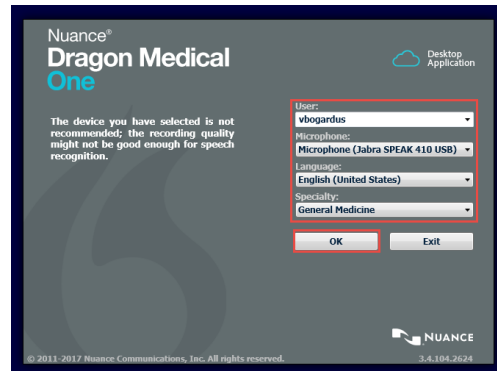 Nuance®
Dragon Medical
One
Desktop
Application
The device you have selected is not
recommended; the recording quality
might not be good enough for speech
recognition.
User:
vbogardus
Microphone:
Microphone (Jabra SPEAK 410 USB)
Language:
English (United States)
Specialty:
General Medicine
OK
Exit
NUANCE
© 2011-2017 Nuance Communications, Inc. All rights reserved.
3.4.104.2624